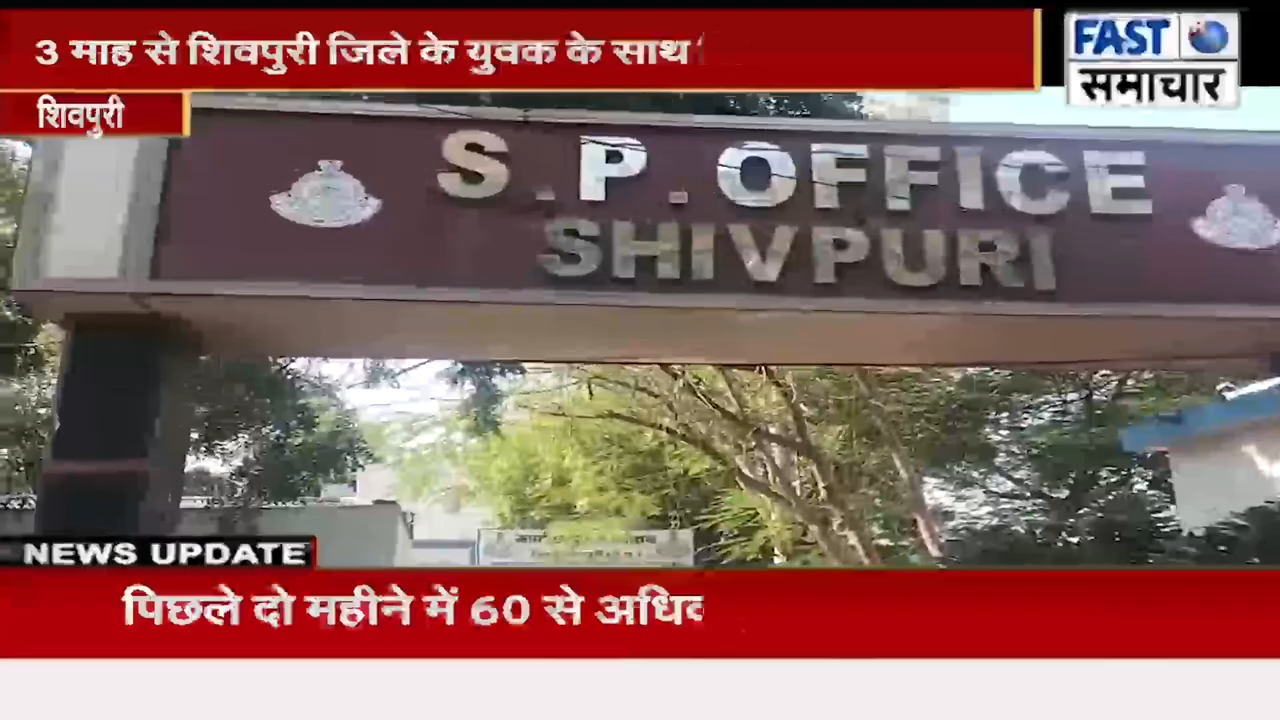 3 माह से शिवपुरी जिले के युवक के साथ
FAST
समाचार
शिवपुरी
S.P.OFFICE
SHIVPURI
NEWS UPDATE
पिछले दो महीने में 60 से